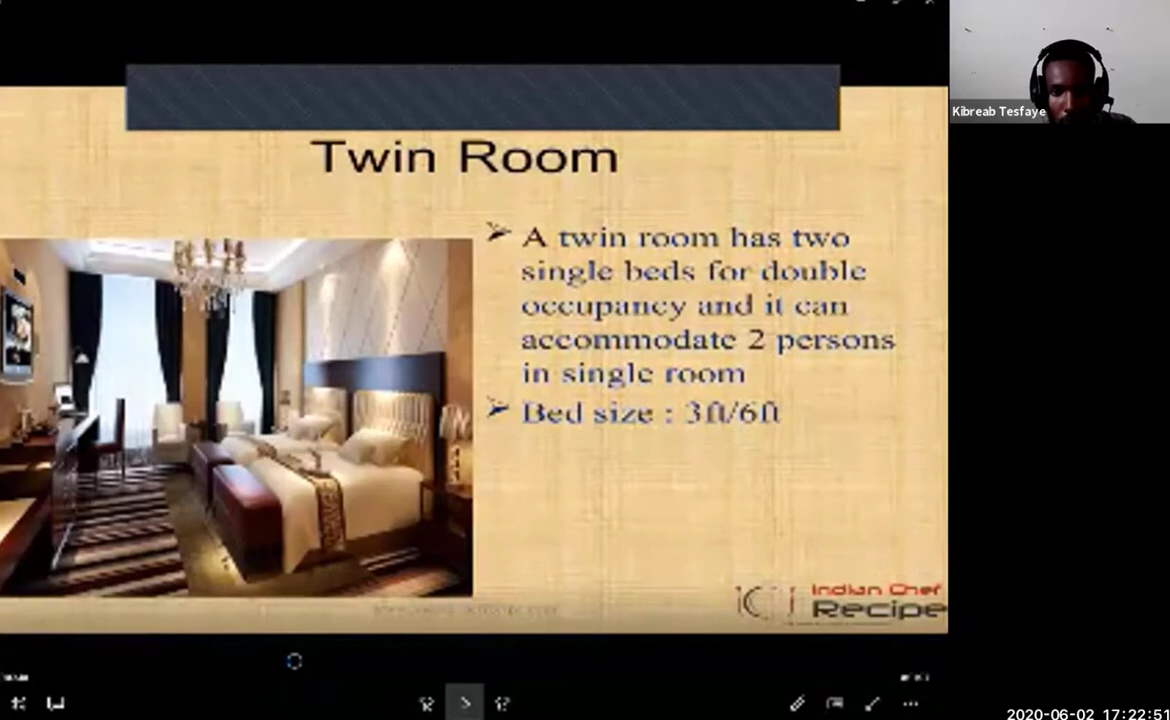 Kibreab Tesfaye
Twin Room
A twin room has two
single beds for double
occupancy and it can
accommodate 2 persons
in single room
Bed size : 3ft/6ft
Indian Chef
Recipe
2020-06-02 17:22:51